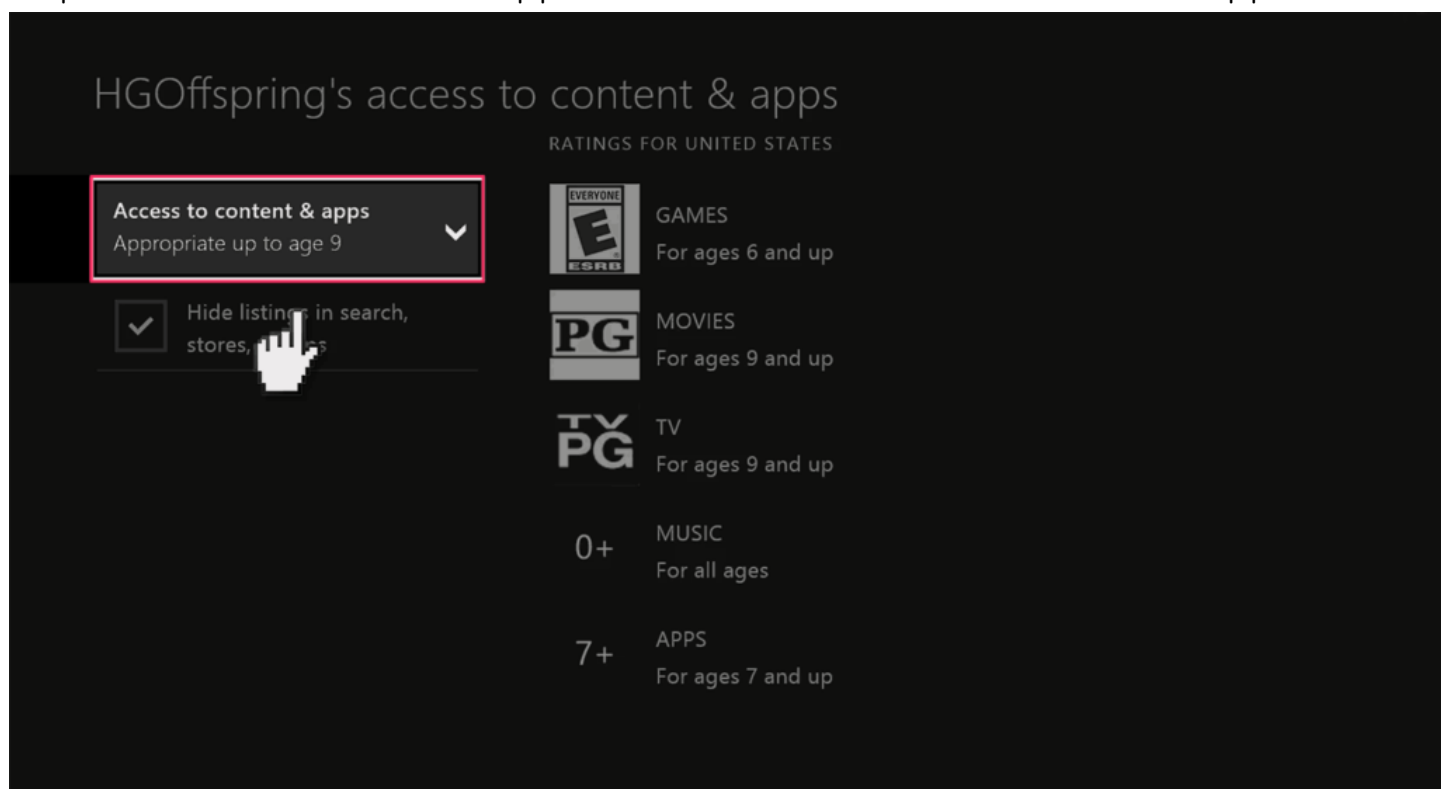 HGOffspring's access to content & apps
RATINGS FOR UNITED STATES
Access to content & apps
Appropriate up to age 9
Hide listings in search,
stores,
EVERYONE
E
ESRB
GAMES
For ages 6 and up
PG
MOVIES
For ages 9 and up
TV
PG
TV
For ages 9 and up
0+
MUSIC
For all ages
7+
APPS
For ages 7 and up